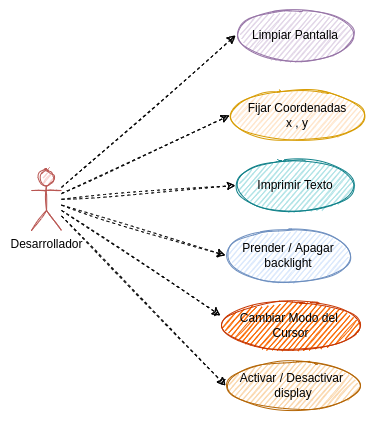 Limpiar Pantalla
Fijar Coordenadas
x , y
Imprimir Texto
Desarrollador
Prender / Apagar
backlight
Cambiar Modo del
Cursor
Activar / Desactivar
display